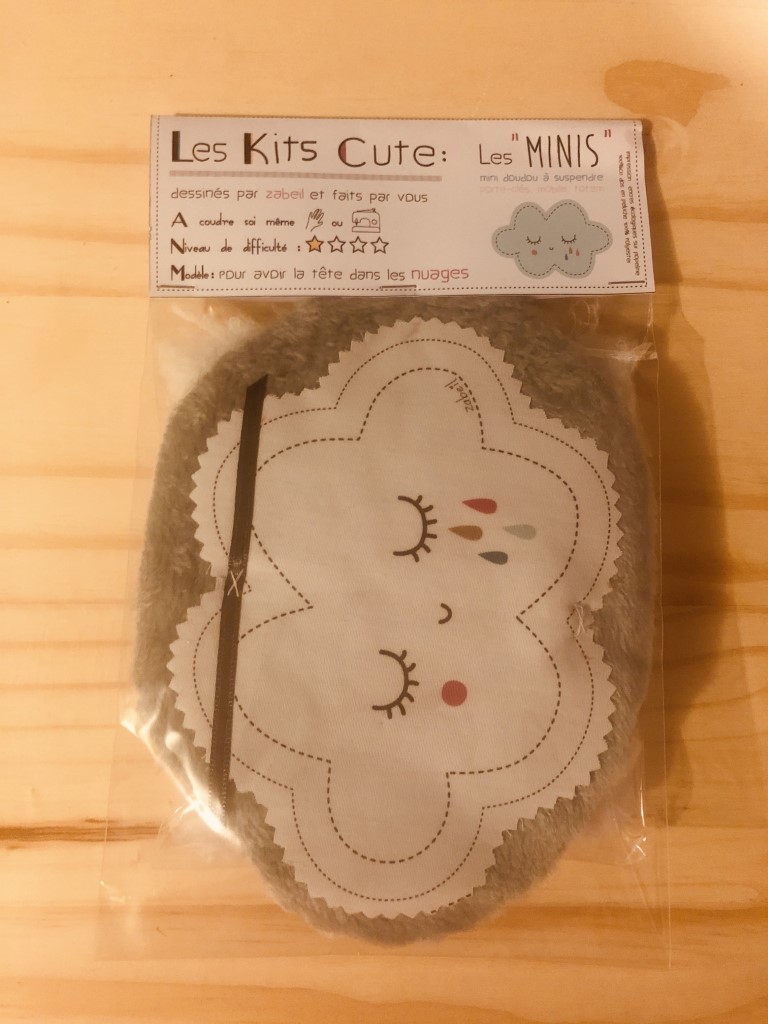 Les Kits Cute:
dessinés par zabeil et faits par vous
A coudre soi même ou
Niveau de difficulté :
Modèle: pour avoir la tête dans les nuages
Les "MINIS"
mini doudou à suspendre
zabeil